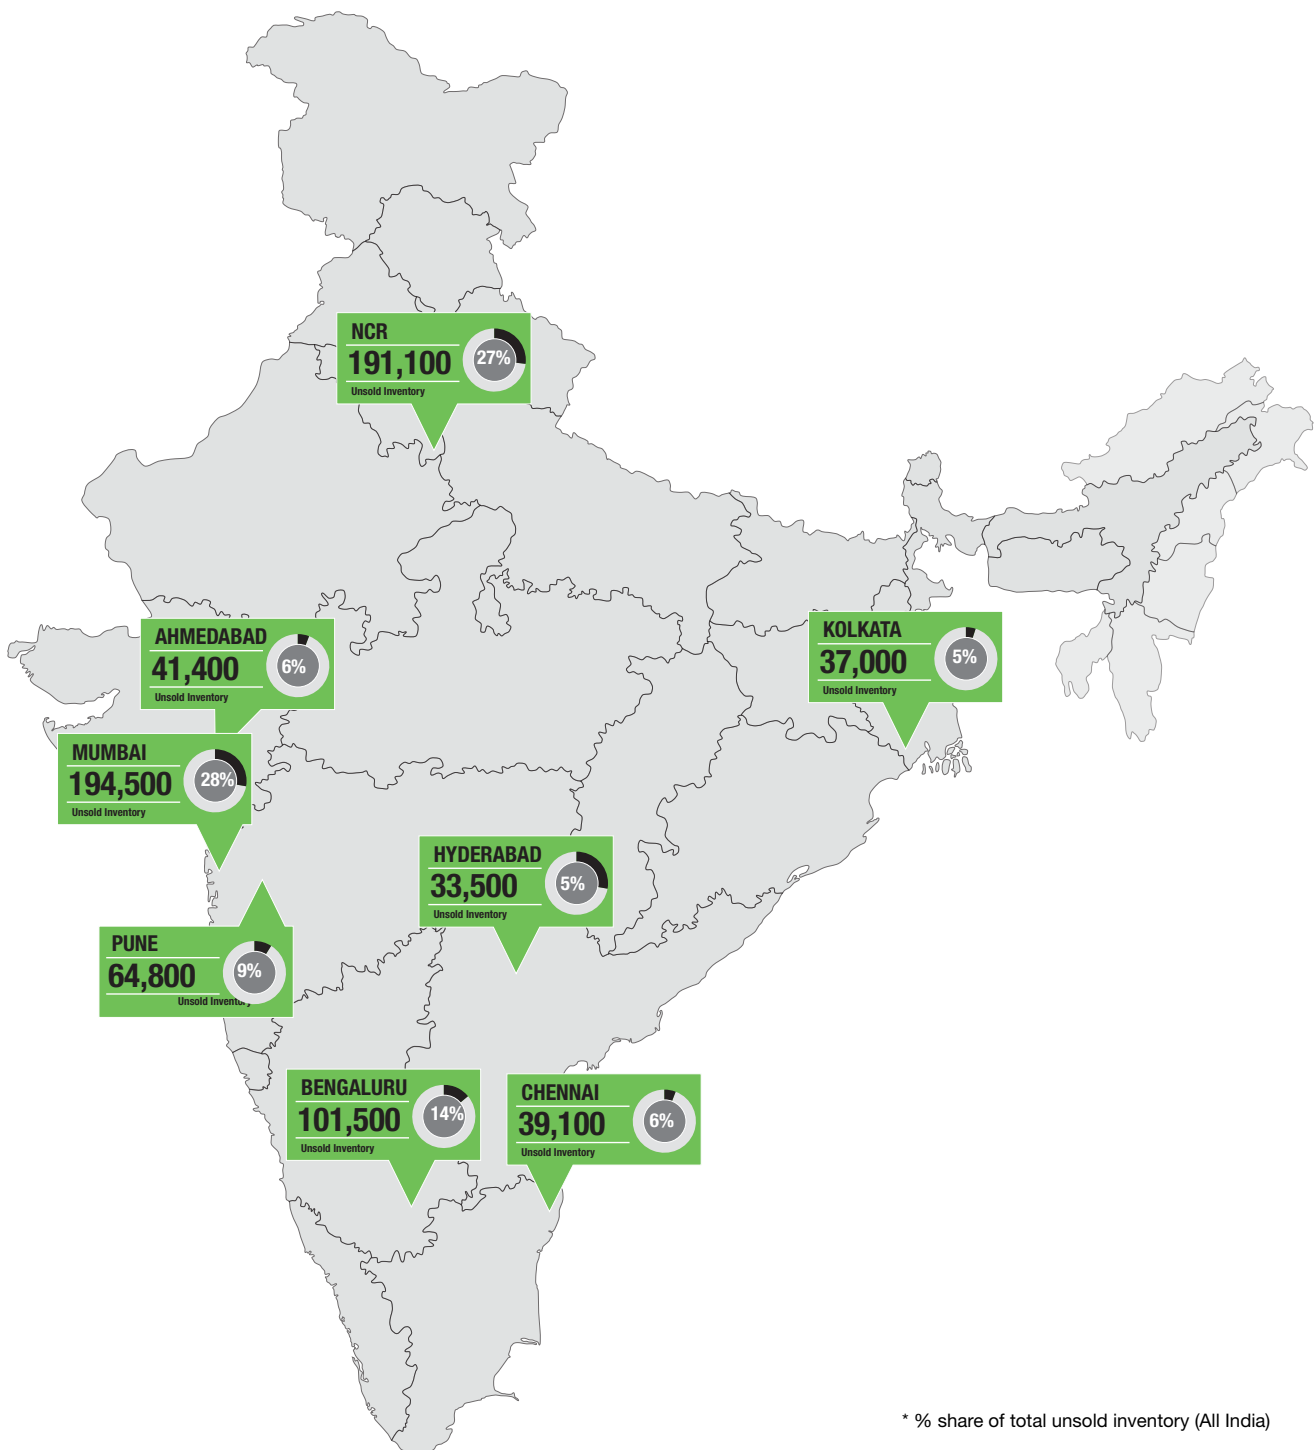 NCR
191,100
27%
Unsold Inventory
AHMEDABAD
41,400
6%
Unsold Inventory
KOLKATA
37,000
5%
Unsold Inventory
MUMBAI
194,500
28%
Unsold Inventory
HYDERABAD
33,500
5%
Unsold Inventory
PUNE
64,800
9%
Unsold Inventory
BENGALURU
101,500
14%
Unsold Inventory
CHENNAI
39,100
6%
Unsold Inventory
* % share of total unsold inventory (All India)